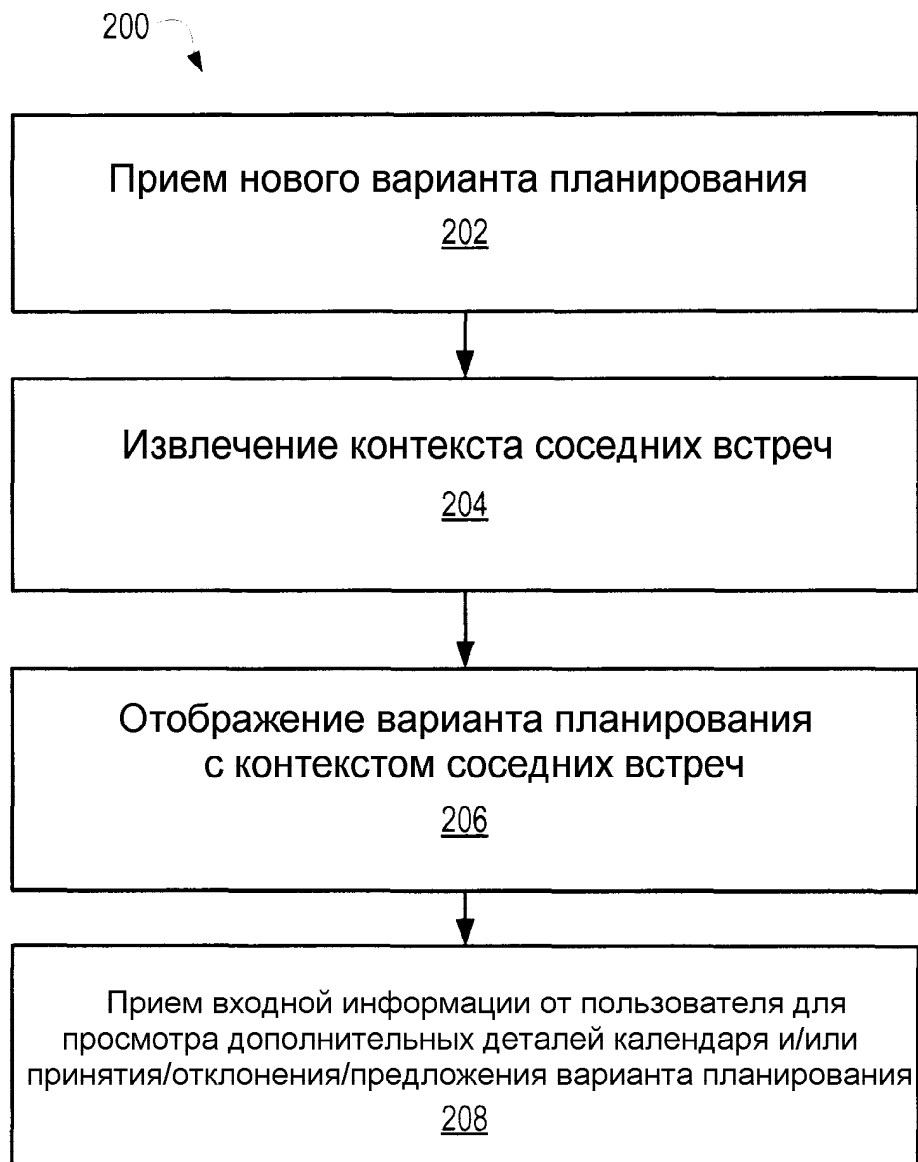 200
Прием нового варианта планирования
202
Извлечение контекста соседних встреч
204
Отображение варианта планирования
с контекстом соседних встреч
206
Прием входной информации от пользователя для
просмотра дополнительных деталей календаря и/или
принятия/отклонения/предложения варианта планирования
208